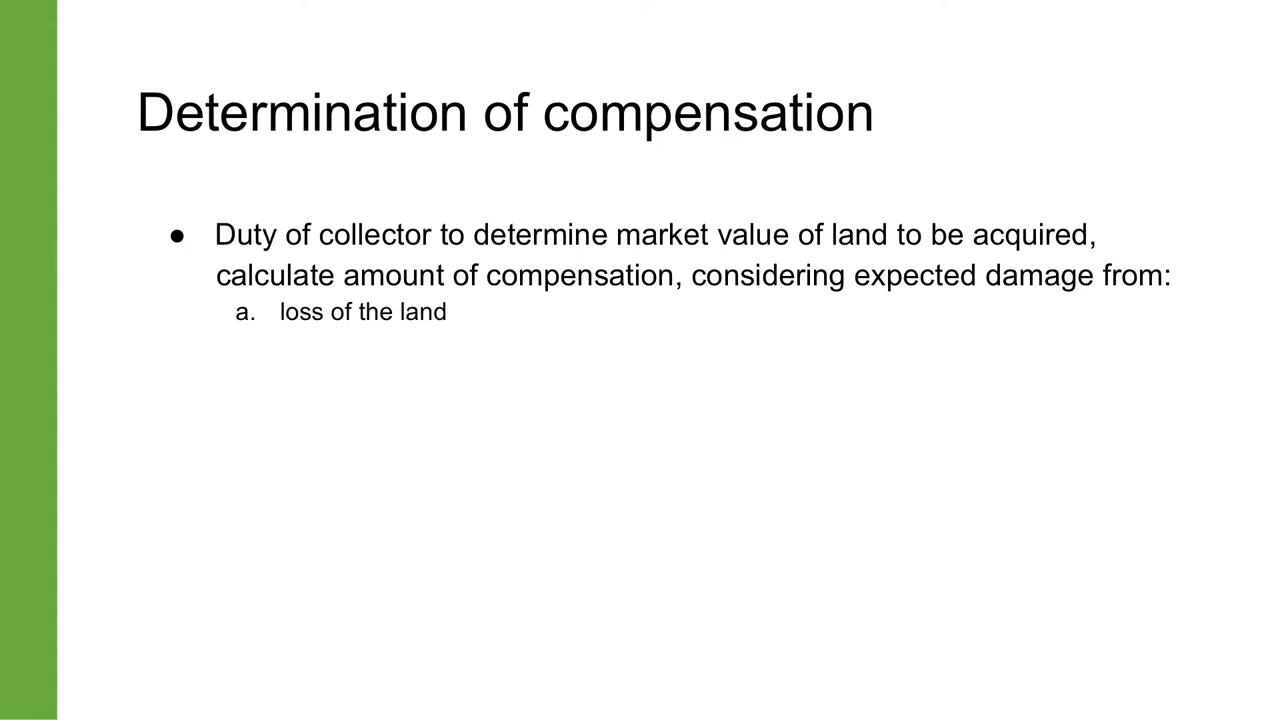 Determination of compensation
● Duty of collector to determine market value of land to be acquired,
calculate amount of compensation, considering expected damage from:
a. loss of the land